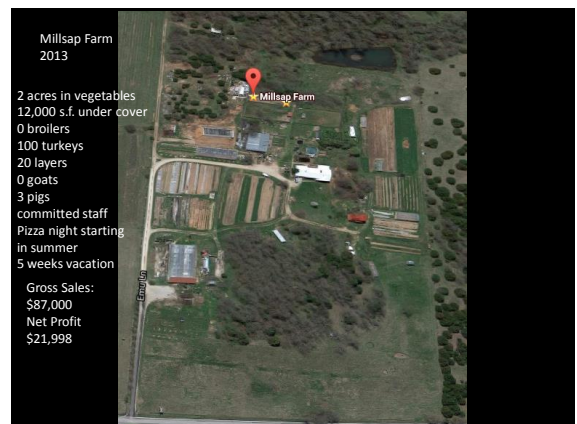 Millsap Farm
2013
2 acres in vegetables
12,000 s.f. under cover
0 broilers
100 turkeys
20 layers
0 goats
3 pigs
committed staff
Pizza night starting
in summer
5 weeks vacation
Gross Sales:
$87,000
Net Profit
$21,998
Millsap Farm
Emu Ln